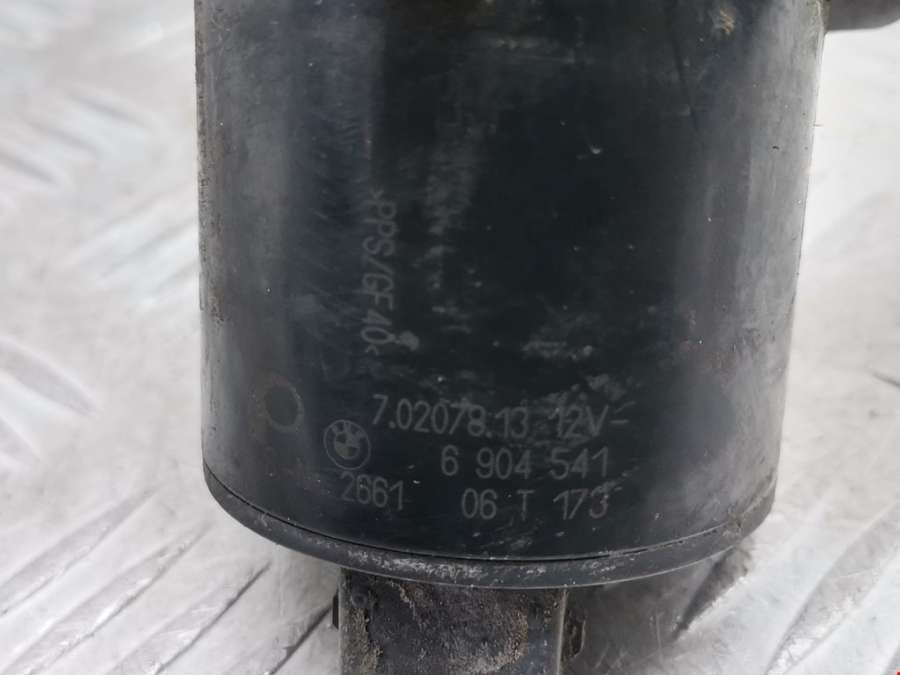 >PPS/GF40<
7.02078.13 12V-
6 904 541
2661 06 T 173